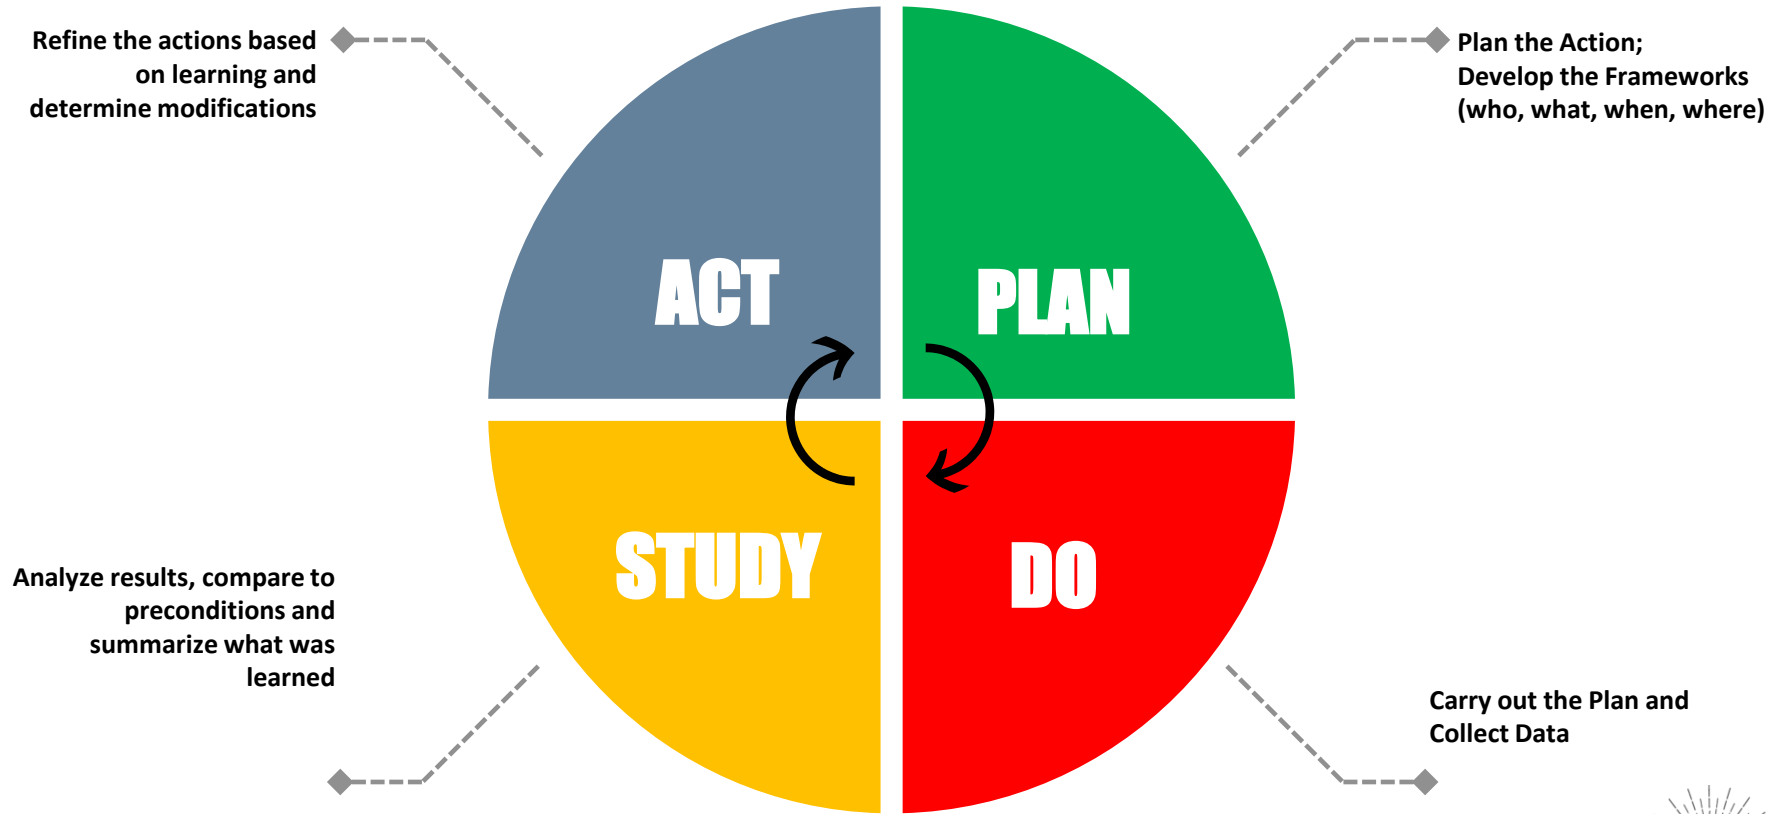 Refine the actions based
on learning and
determine modifications
Plan the Action;
Develop the Frameworks
(who, what, when, where)
ACT
PLAN
STUDY
DO
Analyze results, compare to
preconditions and
summarize what was
learned
Carry out the Plan and
Collect Data